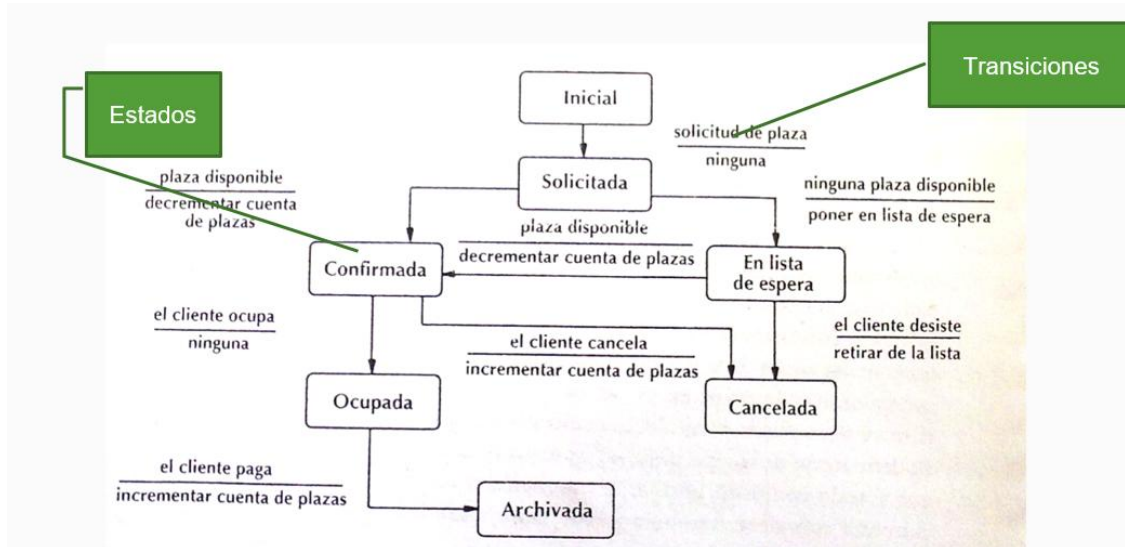 Estados
Transiciones
Inicial
solicitud de plaza
ninguna
Solicitada
plaza disponible
decrementar cuenta
de plazas
ninguna plaza disponible
poner en lista de espera
plaza disponible
decrementar cuenta de plazas
Confirmada
En lista
de espera
el cliente ocupa
ninguna
el cliente cancela
incrementar cuenta de plazas
el cliente desiste
retirar de la lista
Ocupada
Cancelada
el cliente paga
incrementar cuenta de plazas
Archivada